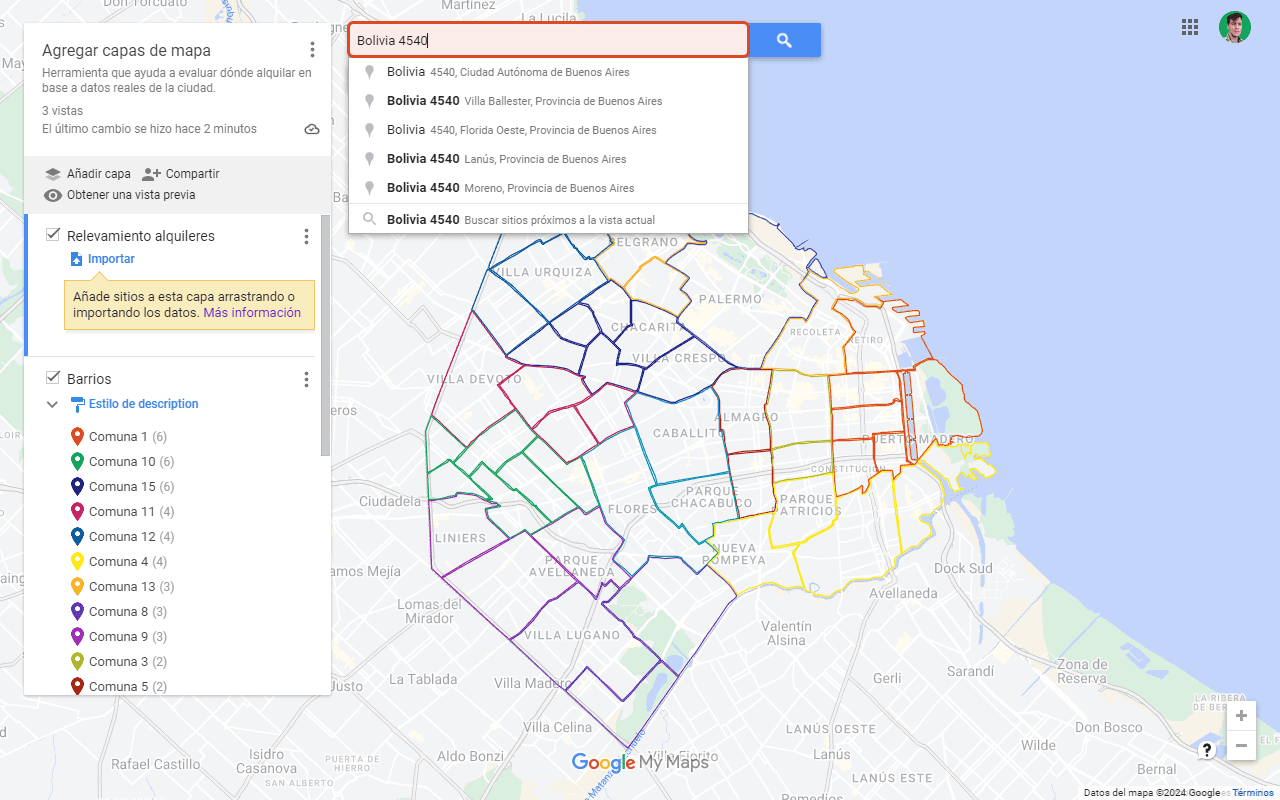 Agregar capas de mapa
Herramienta que ayuda a evaluar dónde alquilar en
base a datos reales de la ciudad.
3 vistas
El último cambio se hizo hace 2 minutos
Añadir capa
Compartir
Obtener una vista previa
Relevamiento alquileres
Importar
Añade sitios a esta capa arrastrando o
importando los datos. Más información
Barrios
Estilo de description
Comuna 1 (6)
Comuna 10 (6)
Comuna 15 (6)
Comuna 11 (4)
Comuna 12 (4)
Comuna 4 (4)
Comuna 13 (3)
Comuna 8 (3)
Comuna 9 (3)
Comuna 3 (2)
Comuna 5 (2)
Bolivia 4540
Bolivia 4540, Ciudad Autónoma de Buenos Aires
Bolivia 4540 Villa Ballester, Provincia de Buenos Aires
Bolivia 4540, Florida Oeste, Provincia de Buenos Aires
Bolivia 4540 Lanús, Provincia de Buenos Aires
Bolivia 4540 Moreno, Provincia de Buenos Aires
Bolivia 4540 Buscar sitios próximos a la vista actual
Don Torcuato
Martínez
La Lucila
BELGRANO
VILLA URQUIZA
PALERMO
CHACARITA
RECOLETA
RETIRO
VILLA CRESPO
VILLA DEVOTO
ALMAGRO
CABALLITO
PUERTO MADERO
CONSTITUCIÓN
Ciudadela
PARQUE
CHACABUCO
PARQUE
PATRICIOS
FLORES
LINIERS
NUEVA
POMPEYA
PARQUE
AVELLANEDA
Dock Sud
Ramos Mejía
Avellaneda
Lomas del
Mirador
Valentín
Alsina
VILLA LUGANO
Sarandí
Zona de
Reserva
La Tablada
Villa Madero
Gerli
Justo
LA RIBERA
DE BER
Villa Celina
LANÚS OESTE
Don Bosco
Wilde
Isidro
Casanova
PUERTA
DE HIERRO
Aldo Bonzi
Villa Fiorito
Rafael Castillo
SAN ALBERTO
LANÚS ESTE
Bernal
Remedios
Google My Maps
+
−
?
Datos del mapa ©2024 Google
Términos